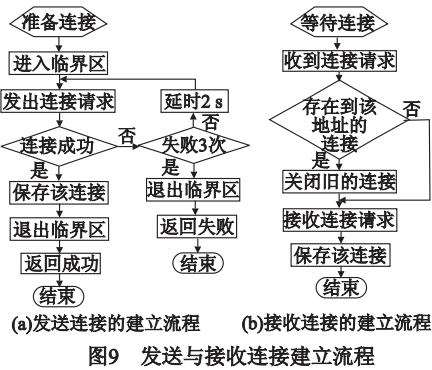 准备连接
进入临界区
发出连接请求
延时2 s
连接成功
否
失败3次
否
是
是
保存该连接
退出临界区
退出临界区
返回失败
返回成功
结束
结束
(a)发送连接的建立流程
等待连接
收到连接请求
存在到该
地址的
连接
否
是
关闭旧的连接
接收连接请求
保存该连接
结束
(b)接收连接的建立流程
图9 发送与接收连接建立流程